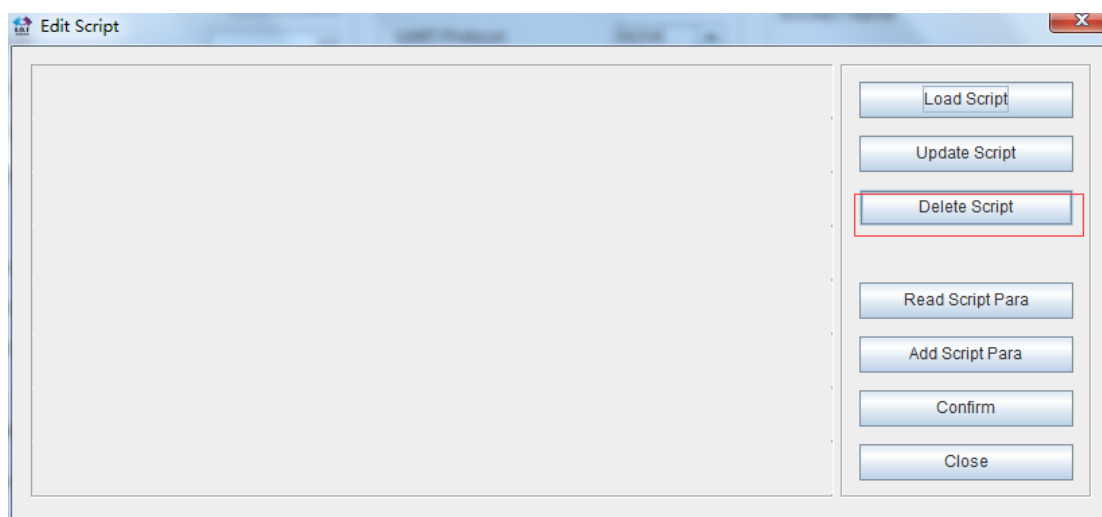 Edit Script
Load Script
Update Script
Delete Script
Read Script Para
Add Script Para
Confirm
Close